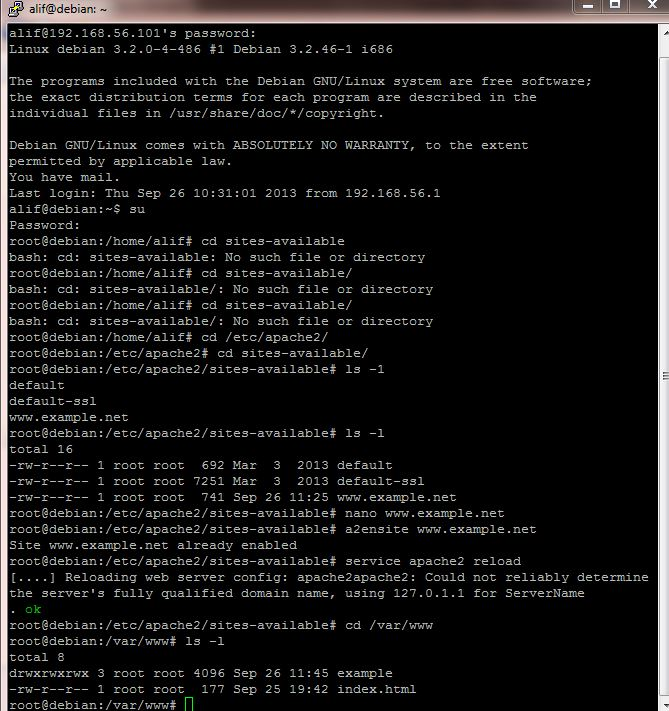 alif@debian: ~
alif@192.168.56.101's password:
Linux debian 3.2.0-4-486 #1 Debian 3.2.46-1 i686
The programs included with the Debian GNU/Linux system are free software;
the exact distribution terms for each program are described in the
individual files in /usr/share/doc/*/copyright.
Debian GNU/Linux comes with ABSOLUTELY NO WARRANTY, to the extent
permitted by applicable law.
You have mail.
Last login: Thu Sep 26 10:31:01 2013 from 192.168.56.1
alif@debian:~$ su
Password:
root@debian:/home/alif# cd sites-available
bash: cd: sites-available: No such file or directory
root@debian:/home/alif# cd sites-available/
bash: cd: sites-available/: No such file or directory
root@debian:/home/alif# cd sites-available/
bash: cd: sites-available/: No such file or directory
root@debian:/home/alif# cd /etc/apache2/
root@debian:/etc/apache2# cd sites-available/
root@debian:/etc/apache2/sites-available# ls -1
default
default-ssl
www.example.net
root@debian:/etc/apache2/sites-available# ls -l
total 16
-rw-r--r-- 1 root root  692 Mar  3  2013 default
-rw-r--r-- 1 root root 7251 Mar  3  2013 default-ssl
-rw-r--r-- 1 root root  741 Sep 26 11:25 www.example.net
root@debian:/etc/apache2/sites-available# nano www.example.net
root@debian:/etc/apache2/sites-available# a2ensite www.example.net
Site www.example.net already enabled
root@debian:/etc/apache2/sites-available# service apache2 reload
[....] Reloading web server config: apache2apache2: Could not reliably determine
the server's fully qualified domain name, using 127.0.1.1 for ServerName
. ok
root@debian:/etc/apache2/sites-available# cd /var/www
root@debian:/var/www# ls -l
total 8
drwxrwxrwx 3 root root 4096 Sep 26 11:45 example
-rw-r--r-- 1 root root  177 Sep 25 19:42 index.html
root@debian:/var/www#